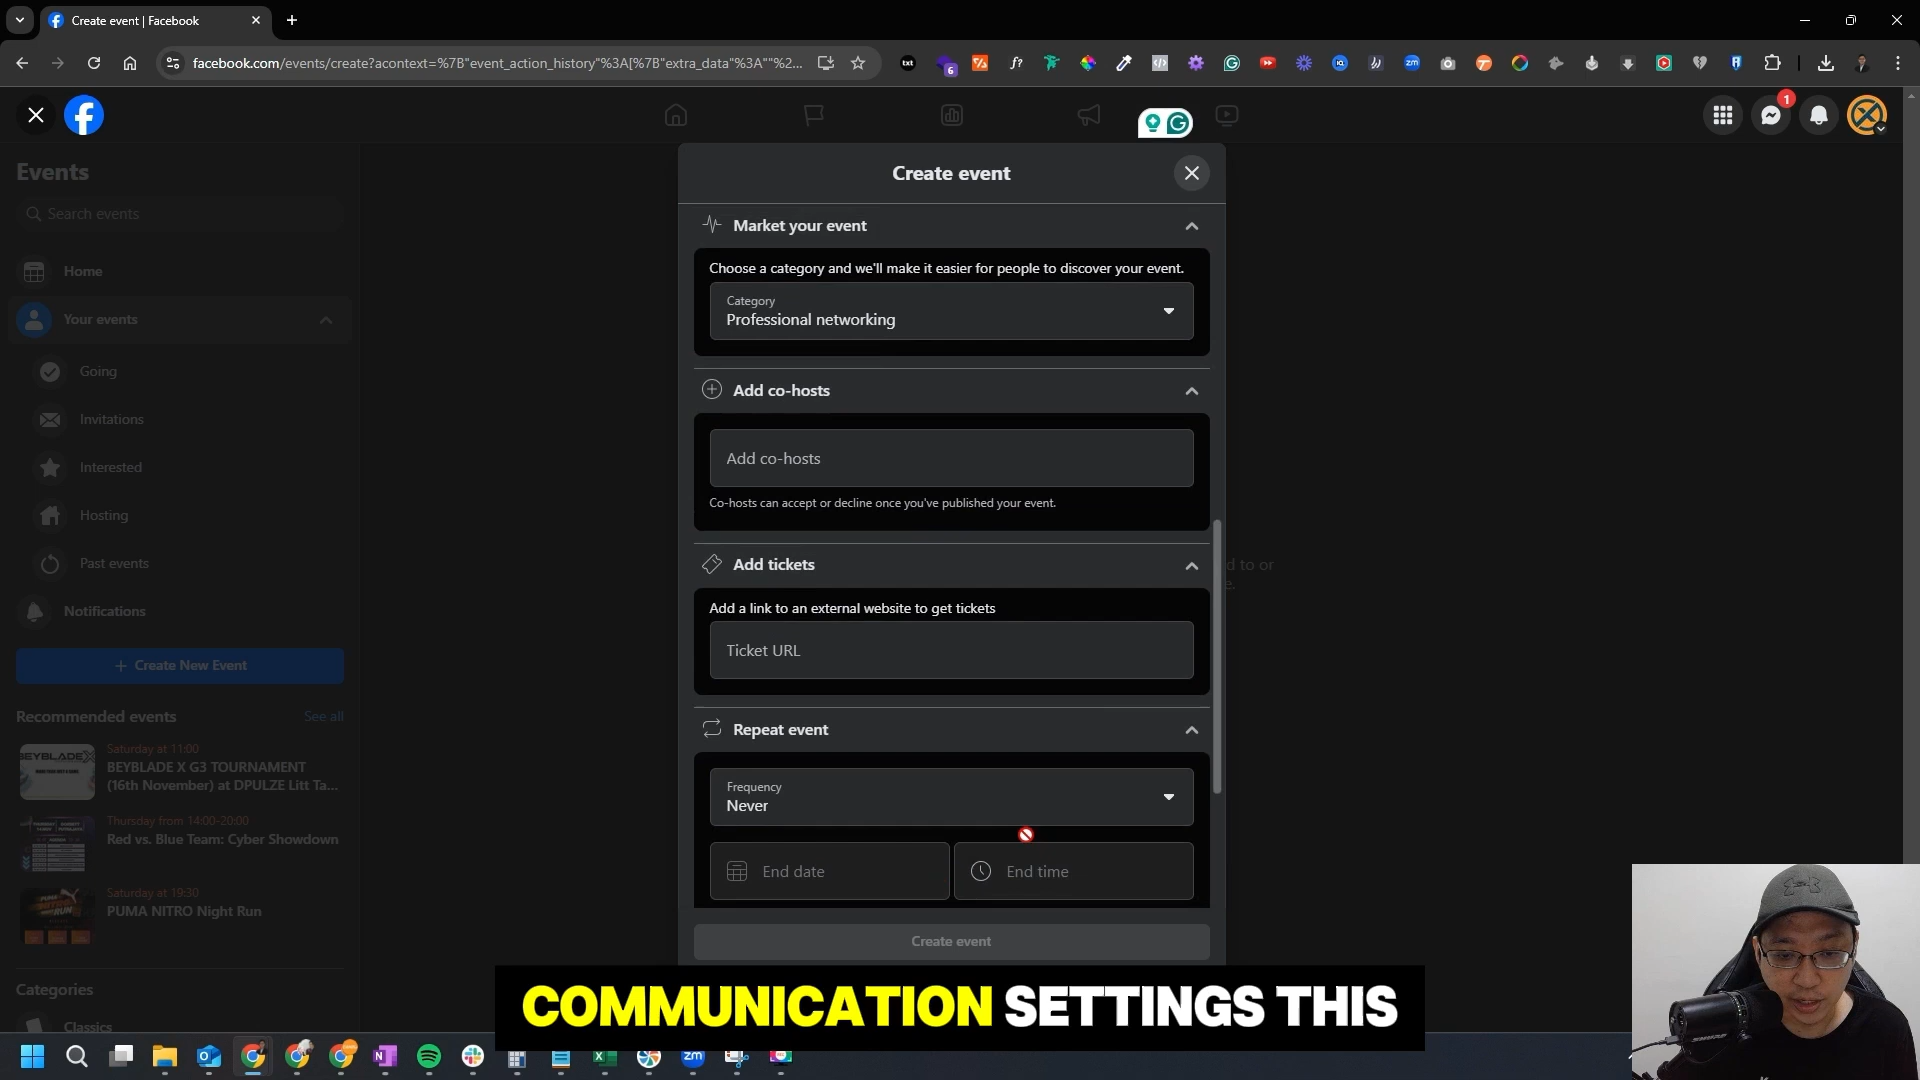 Create event | Facebook
facebook.com/events/create?acontext=%7B"event_action_history"%3A[%7B"extra_data"%3A""%2...
txt
6
f?
zm
1
Events
Search events
Home
Your events
Going
Invitations
Interested
Hosting
Past events
Notifications
+ Create New Event
Recommended events
See all
Saturday at 11:00
BEYBLADE X G3 TOURNAMENT
(16th November) at DPULZE Litt Ta...
Thursday from 14:00-20:00
Red vs. Blue Team: Cyber Showdown
Saturday at 19:30
PUMA NITRO Night Run
Categories
Classics
Create event
Market your event
Choose a category and we'll make it easier for people to discover your event.
Category
Professional networking
Add co-hosts
Add co-hosts
Co-hosts can accept or decline once you've published your event.
Add tickets
Add a link to an external website to get tickets
Ticket URL
Repeat event
Frequency
Never
End date
End time
Create event
d to or
e.
COMMUNICATION SETTINGS THIS
zm